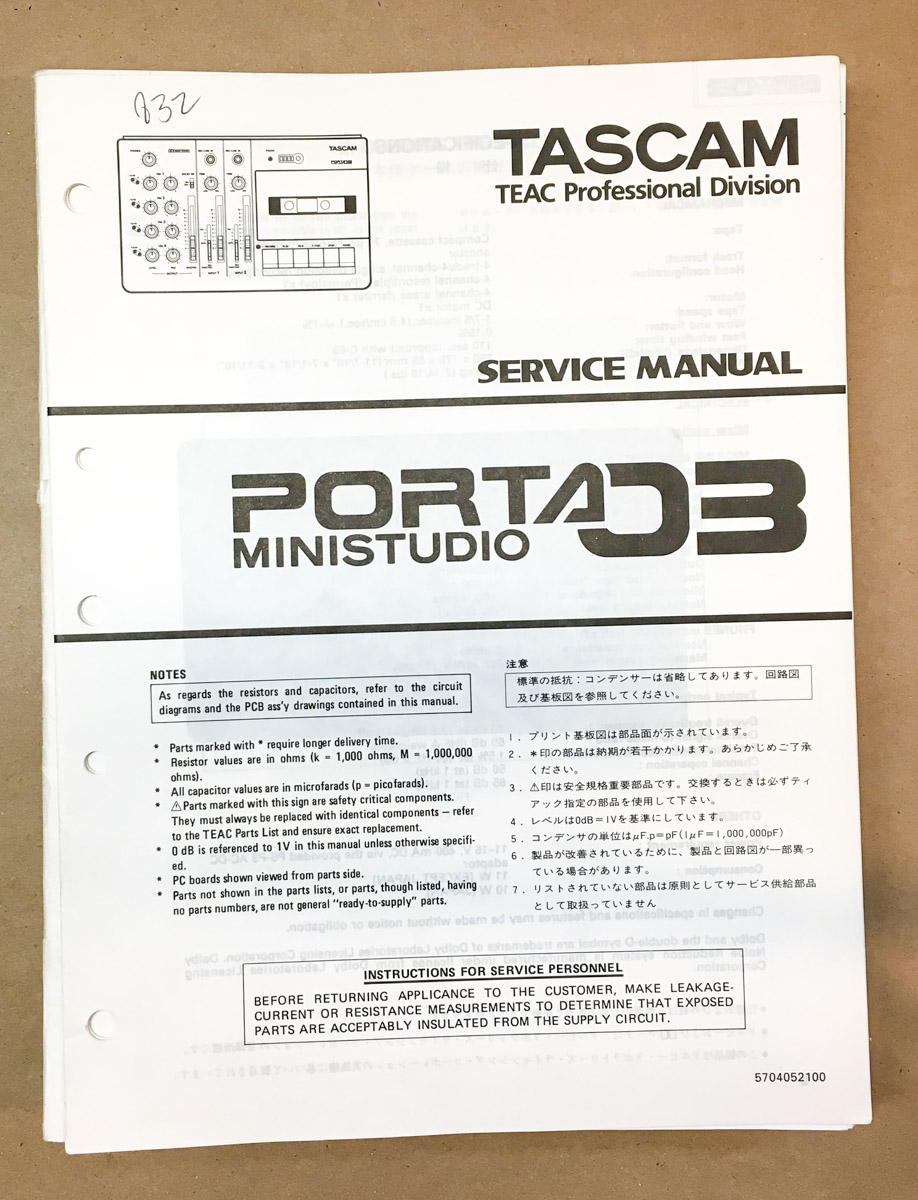 832
TASCAM
TASCAM
TEAC Professional Division
SERVICE MANUAL
PORTA 03
MINISTUDIO
NOTES
As regards the resistors and capacitors, refer to the circuit
diagrams and the PCB ass'y drawings contained in this manual.
* Parts marked with * require longer delivery time.
* Resistor values are in ohms (k = 1,000 ohms, M = 1,000,000
ohms).
* All capacitor values are in microfarads (p = picofarads).
* ⚠Parts marked with this sign are safety critical components.
They must always be replaced with identical components – refer
to the TEAC Parts List and ensure exact replacement.
* 0 dB is referenced to 1V in this manual unless otherwise specifi-
ed.
* PC boards shown viewed from parts side.
* Parts not shown in the parts lists, or parts, though listed, having
no parts numbers, are not general "ready-to-supply" parts.
注意
標準の抵抗：コンデンサーは省略してあります。回路図
及び基板図を参照してください。
1．プリント基板図は部品面が示されています。
2．＊印の部品は納期が若干かかります。あらかじめご了承
ください。
3．⚠印は安全規格重要部品です。交換するときは必ずティ
アック指定の部品を使用して下さい。
4．レベルは0dB＝1Vを基準にしています。
5．コンデンサの単位はμF.p＝pF(1μF＝1,000,000pF)
6．製品が改善されているために、製品と回路図が一部異っ
ている場合があります。
7．リストされていない部品は原則としてサービス供給部品
として取扱っていません
INSTRUCTIONS FOR SERVICE PERSONNEL
BEFORE RETURNING APPLICANCE TO THE CUSTOMER, MAKE LEAKAGE-
CURRENT OR RESISTANCE MEASUREMENTS TO DETERMINE THAT EXPOSED
PARTS ARE ACCEPTABLY INSULATED FROM THE SUPPLY CIRCUIT.
5704052100